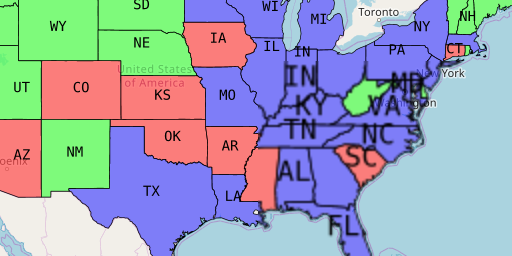 SD
WI
MI
Toronto
NY
NH
WY
NE
IA
IL
IN
PA
CT
New York
United States
of America
UT
CO
KS
MO
IN
KY
MD
VA
Washington
AZ
NM
OK
AR
TN
NC
SC
TX
LA
AL
FL